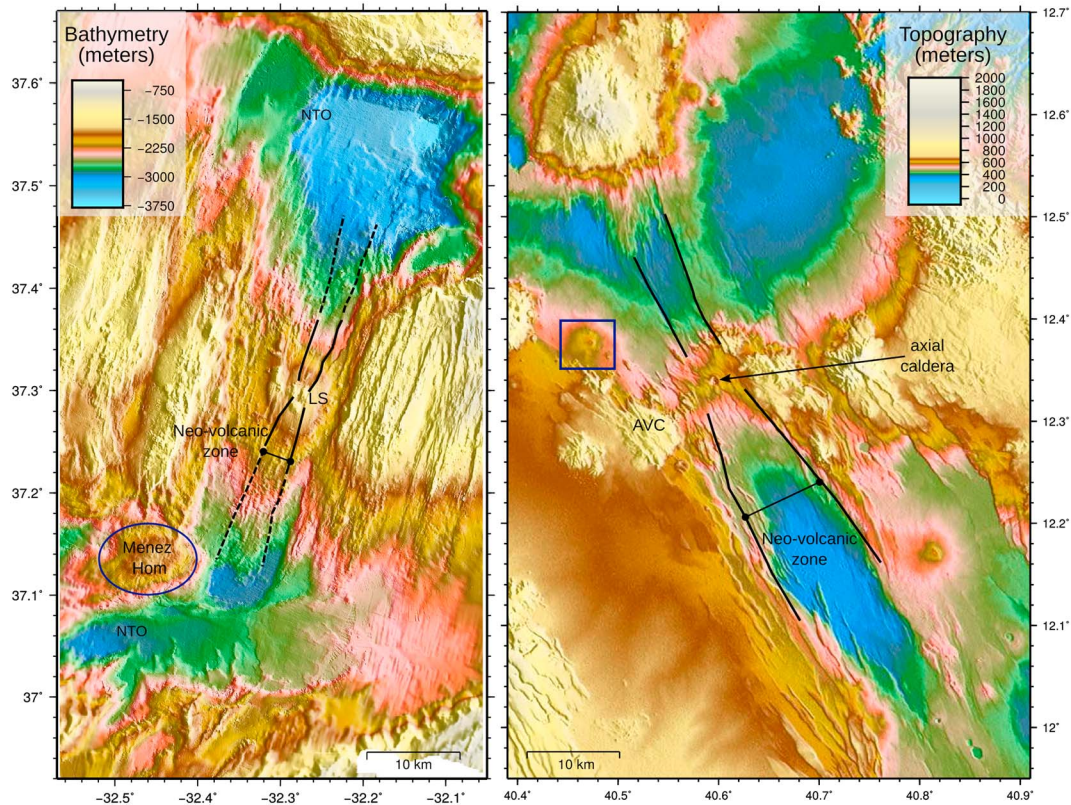 Bathymetry
(meters)
−750
−1500
−2250
−3000
−3750
NTO
LS
Neo-volcanic
zone
Menez
Hom
NTO
10 km
37.6˚
37.5˚
37.4˚
37.3˚
37.2˚
37.1˚
37˚
−32.5˚
−32.4˚
−32.3˚
−32.2˚
−32.1˚
Topography
(meters)
2000
1800
1600
1400
1200
1000
800
600
400
200
0
axial
caldera
AVC
Neo-volcanic
zone
10 km
12.7˚
12.6˚
12.5˚
12.4˚
12.3˚
12.2˚
12.1˚
12˚
40.4˚
40.5˚
40.6˚
40.7˚
40.8˚
40.9˚